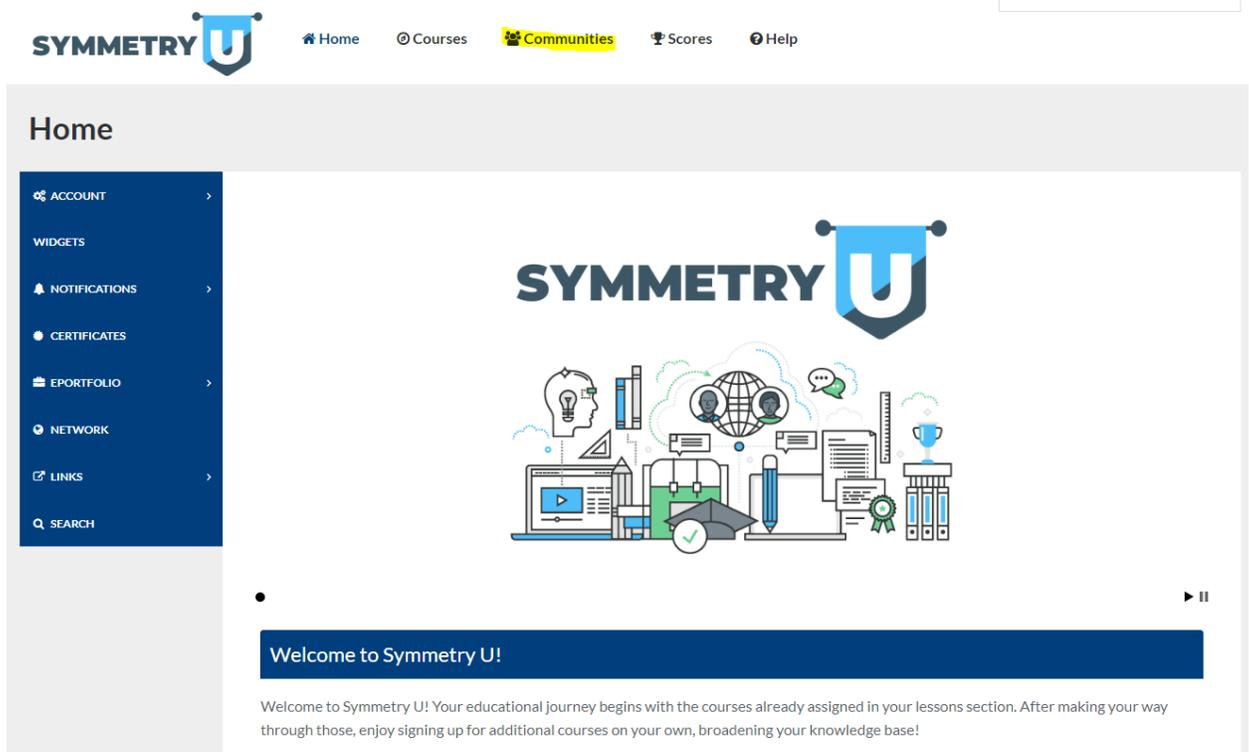 SYMMETRY U
Home Courses Communities Scores Help
Home
ACCOUNT
WIDGETS
NOTIFICATIONS
CERTIFICATES
EPORTFOLIO
NETWORK
LINKS
SEARCH
SYMMETRY U
Welcome to Symmetry U!
Welcome to Symmetry U! Your educational journey begins with the courses already assigned in your lessons section. After making your way
through those, enjoy signing up for additional courses on your own, broadening your knowledge base!